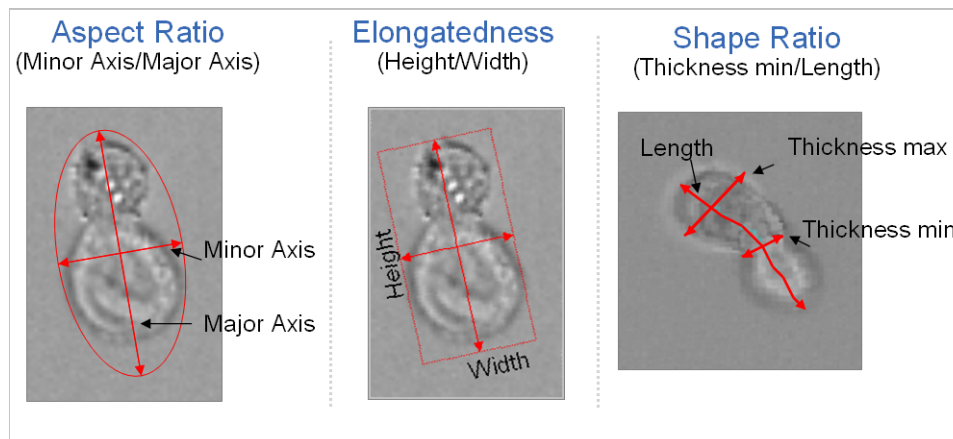 Aspect Ratio
(Minor Axis/Major Axis)
Minor Axis
Major Axis
Elongatedness
(Height/Width)
Height
Width
Shape Ratio
(Thickness min/Length)
Length
Thickness max
Thickness min